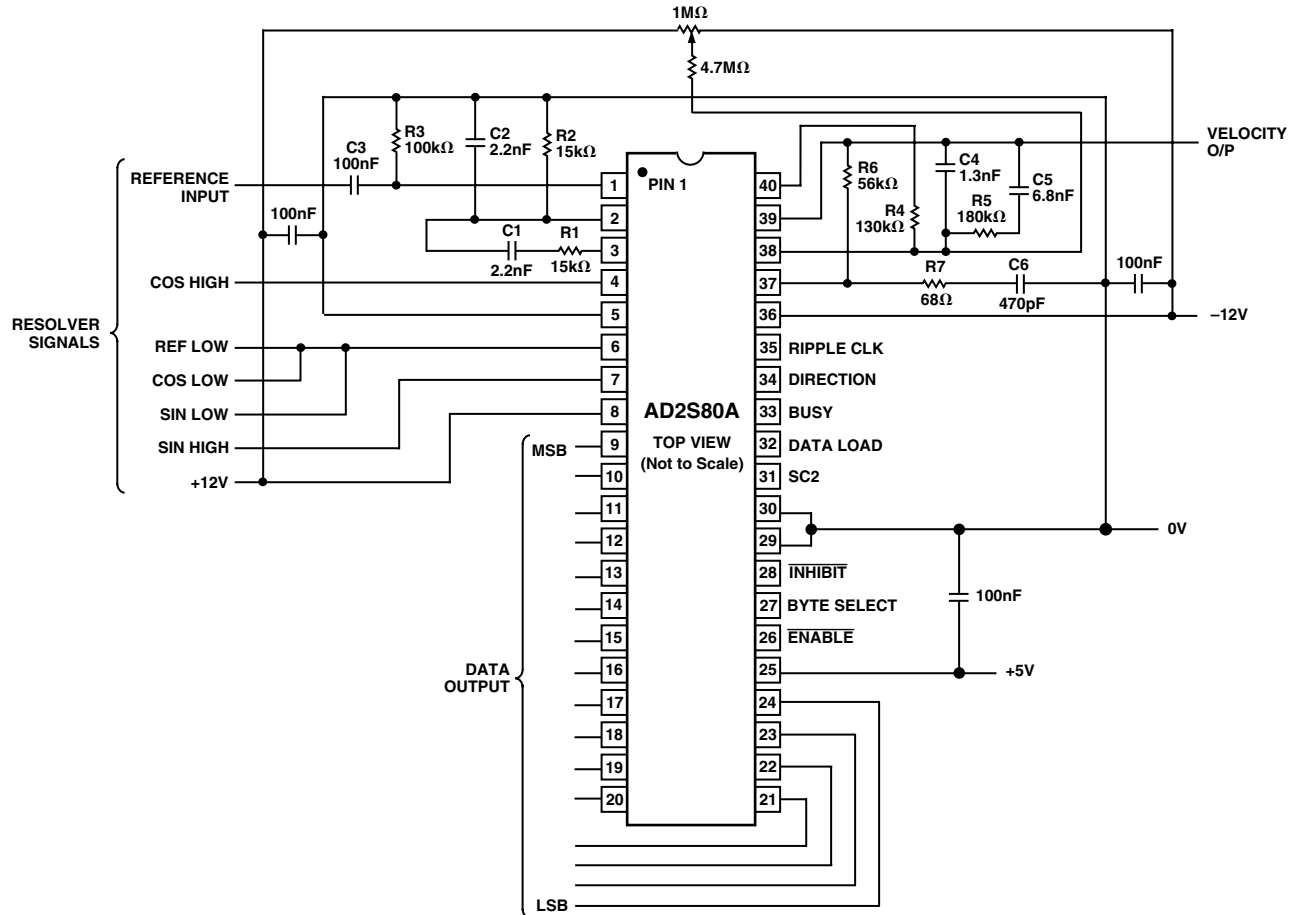 1MΩ
4.7MΩ
R3
100kΩ
C2
2.2nF
R2
15kΩ
C3
100nF
REFERENCE
INPUT
100nF
C1
2.2nF
R1
15kΩ
COS HIGH
RESOLVER
SIGNALS
REF LOW
COS LOW
SIN LOW
SIN HIGH
+12V
PIN 1
AD2S80A
TOP VIEW
(Not to Scale)
1
2
3
4
5
6
7
8
9
10
11
12
13
14
15
16
17
18
19
20
MSB
DATA
OUTPUT
LSB
40
39
38
37
36
35
34
33
32
31
30
29
28
27
26
25
24
23
22
21
VELOCITY
O/P
R6
56kΩ
R4
130kΩ
C4
1.3nF
C5
6.8nF
R5
180kΩ
R7
68Ω
C6
470pF
100nF
–12V
RIPPLE CLK
DIRECTION
BUSY
DATA LOAD
SC2
0V
INHIBIT
BYTE SELECT
ENABLE
100nF
+5V